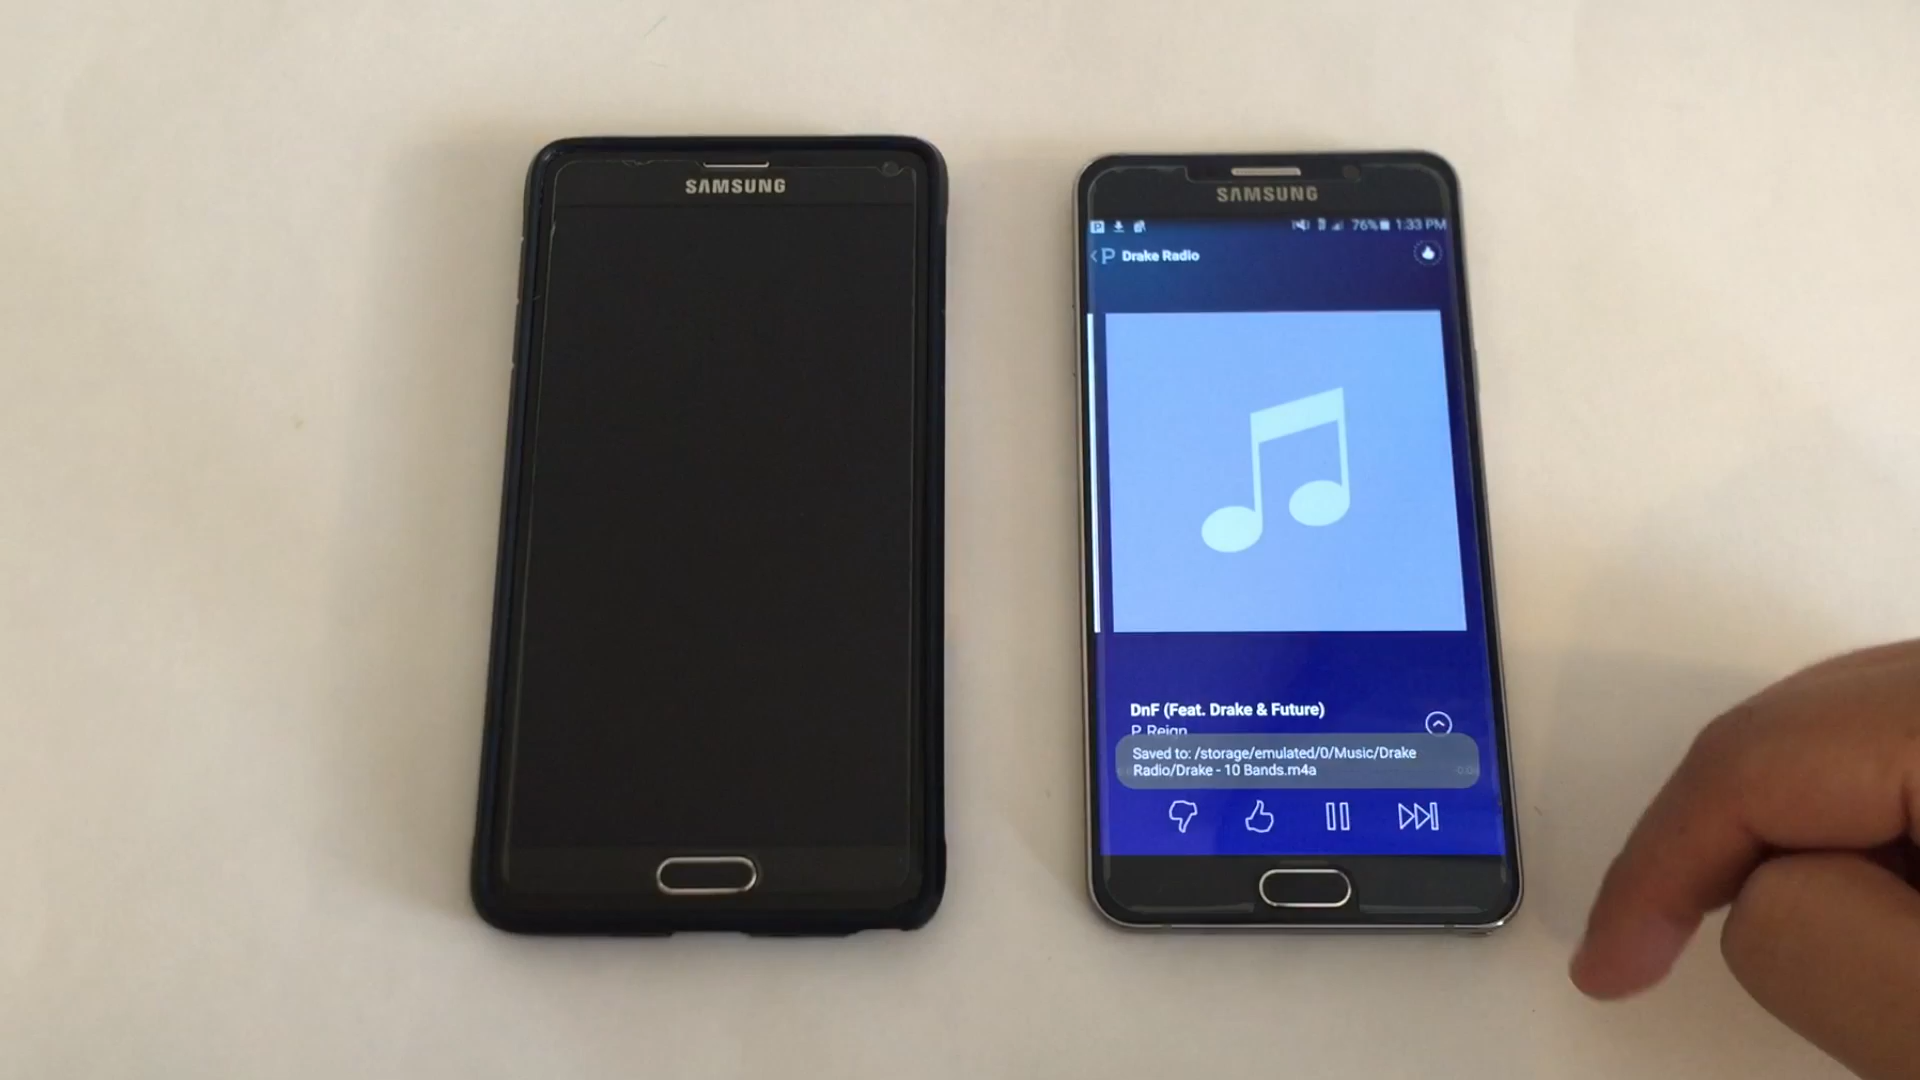 SAMSUNG
SAMSUNG
76% 1:33 PM
P Drake Radio
DnF (Feat. Drake & Future)
P. Reign
Saved to: /storage/emulated/0/Music/Drake
Radio/Drake - 10 Bands.m4a